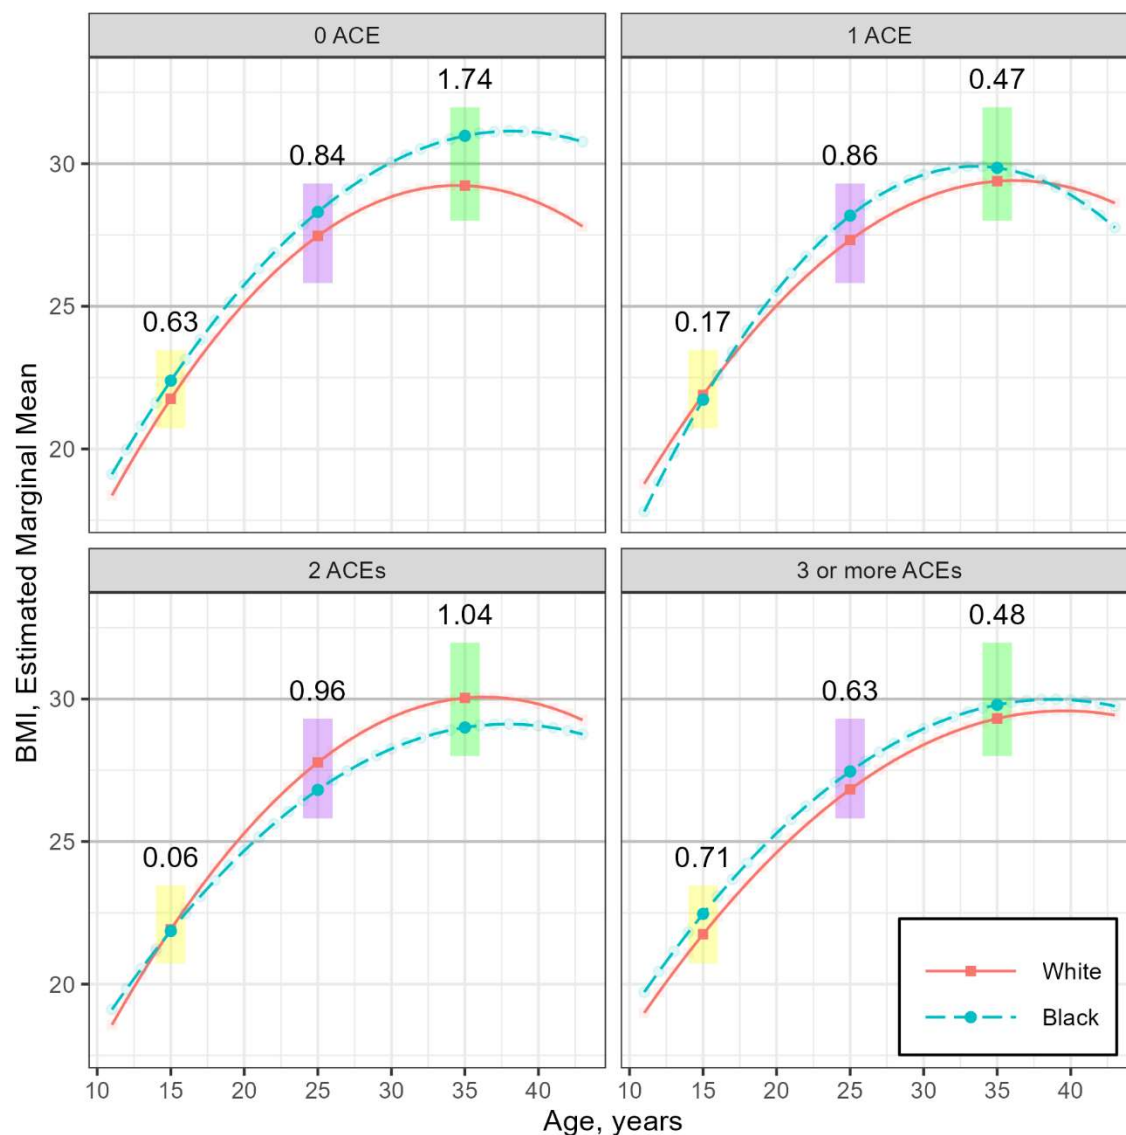 0 ACE
1 ACE
1.74
0.47
0.84
0.86
0.63
0.17
30
25
20
2 ACEs
3 or more ACEs
1.04
0.48
0.96
0.63
0.06
0.71
30
25
20
White
Black
10 15 20 25 30 35 40
10 15 20 25 30 35 40
Age, years
BMI, Estimated Marginal Mean